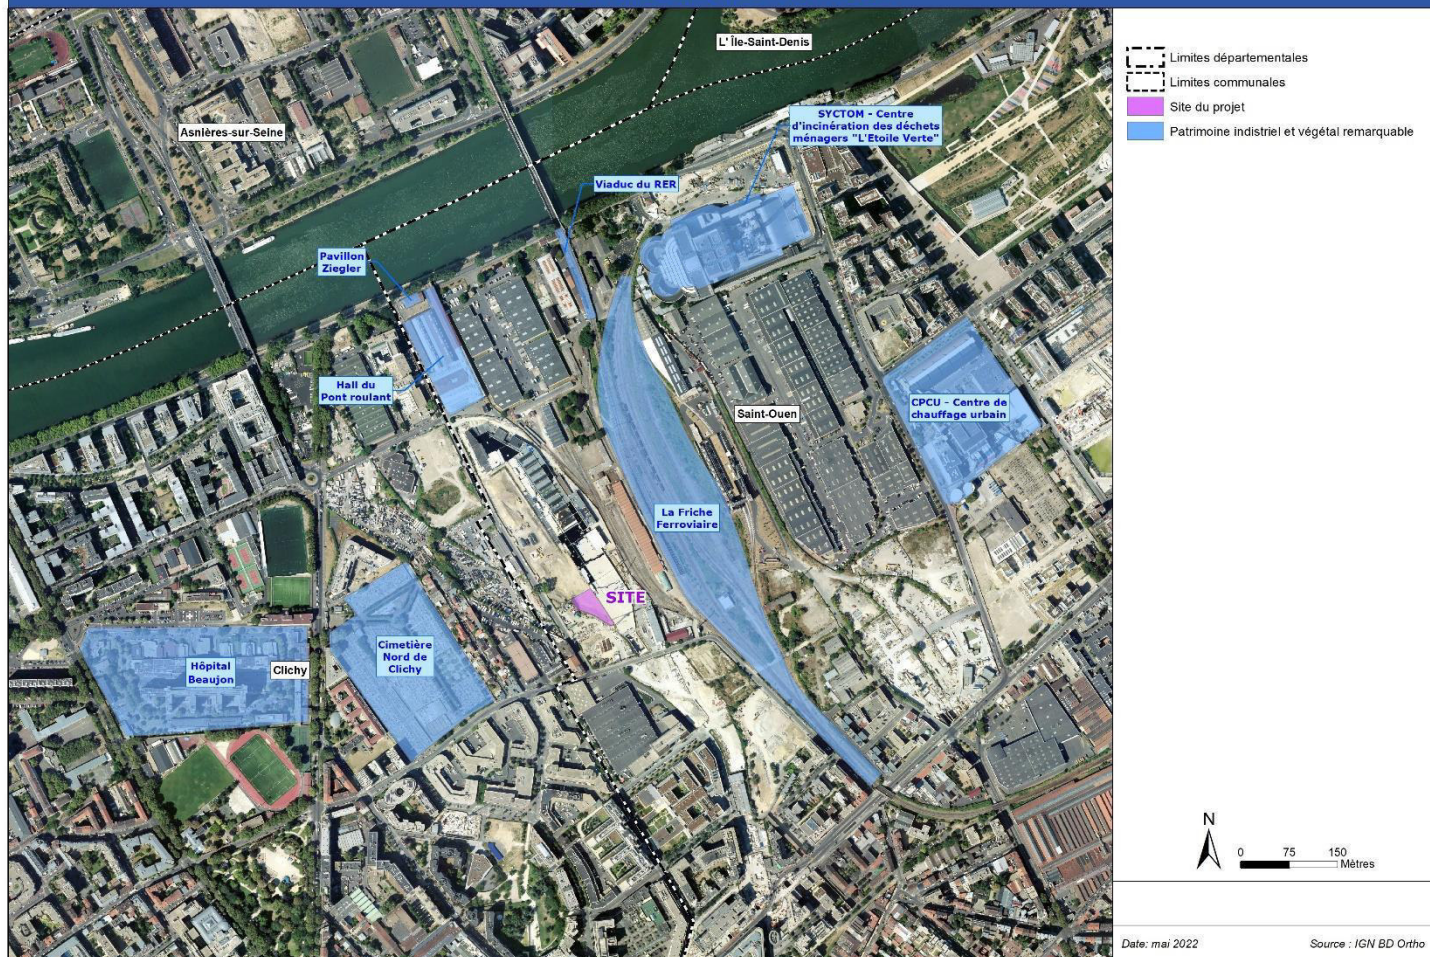 L' Île-Saint-Denis
Asnières-sur-Seine
SYCTOM - Centre
d'incinération des déchets
ménagers "L'Etoile Verte"
Viaduc du RER
Pavillon
Ziegler
Hall du
Pont roulant
Saint-Ouen
CPCU - Centre de
chauffage urbain
La Friche
Ferroviaire
SITE
Cimetière
Nord de
Clichy
Hôpital
Beaujon
Clichy
Limites départementales
Limites communales
Site du projet
Patrimoine indistriel et végétal remarquable
N
0 75 150
Mètres
Date: mai 2022
Source : IGN BD Ortho